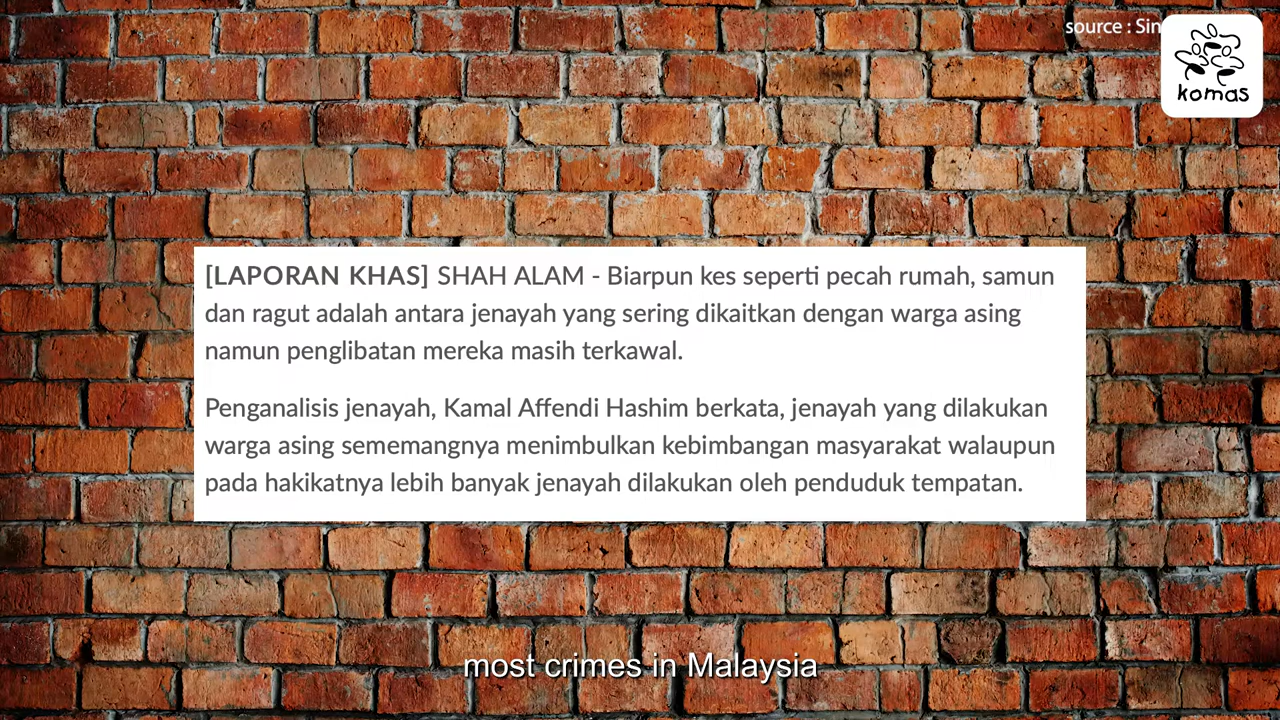 source : Sin
komas
[LAPORAN KHAS] SHAH ALAM - Biarpun kes seperti pecah rumah, samun
dan ragut adalah antara jenayah yang sering dikaitkan dengan warga asing
namun penglibatan mereka masih terkawal.
Penganalisis jenayah, Kamal Affendi Hashim berkata, jenayah yang dilakukan
warga asing sememangnya menimbulkan kebimbangan masyarakat walaupun
pada hakikatnya lebih banyak jenayah dilakukan oleh penduduk tempatan.
most crimes in Malaysia